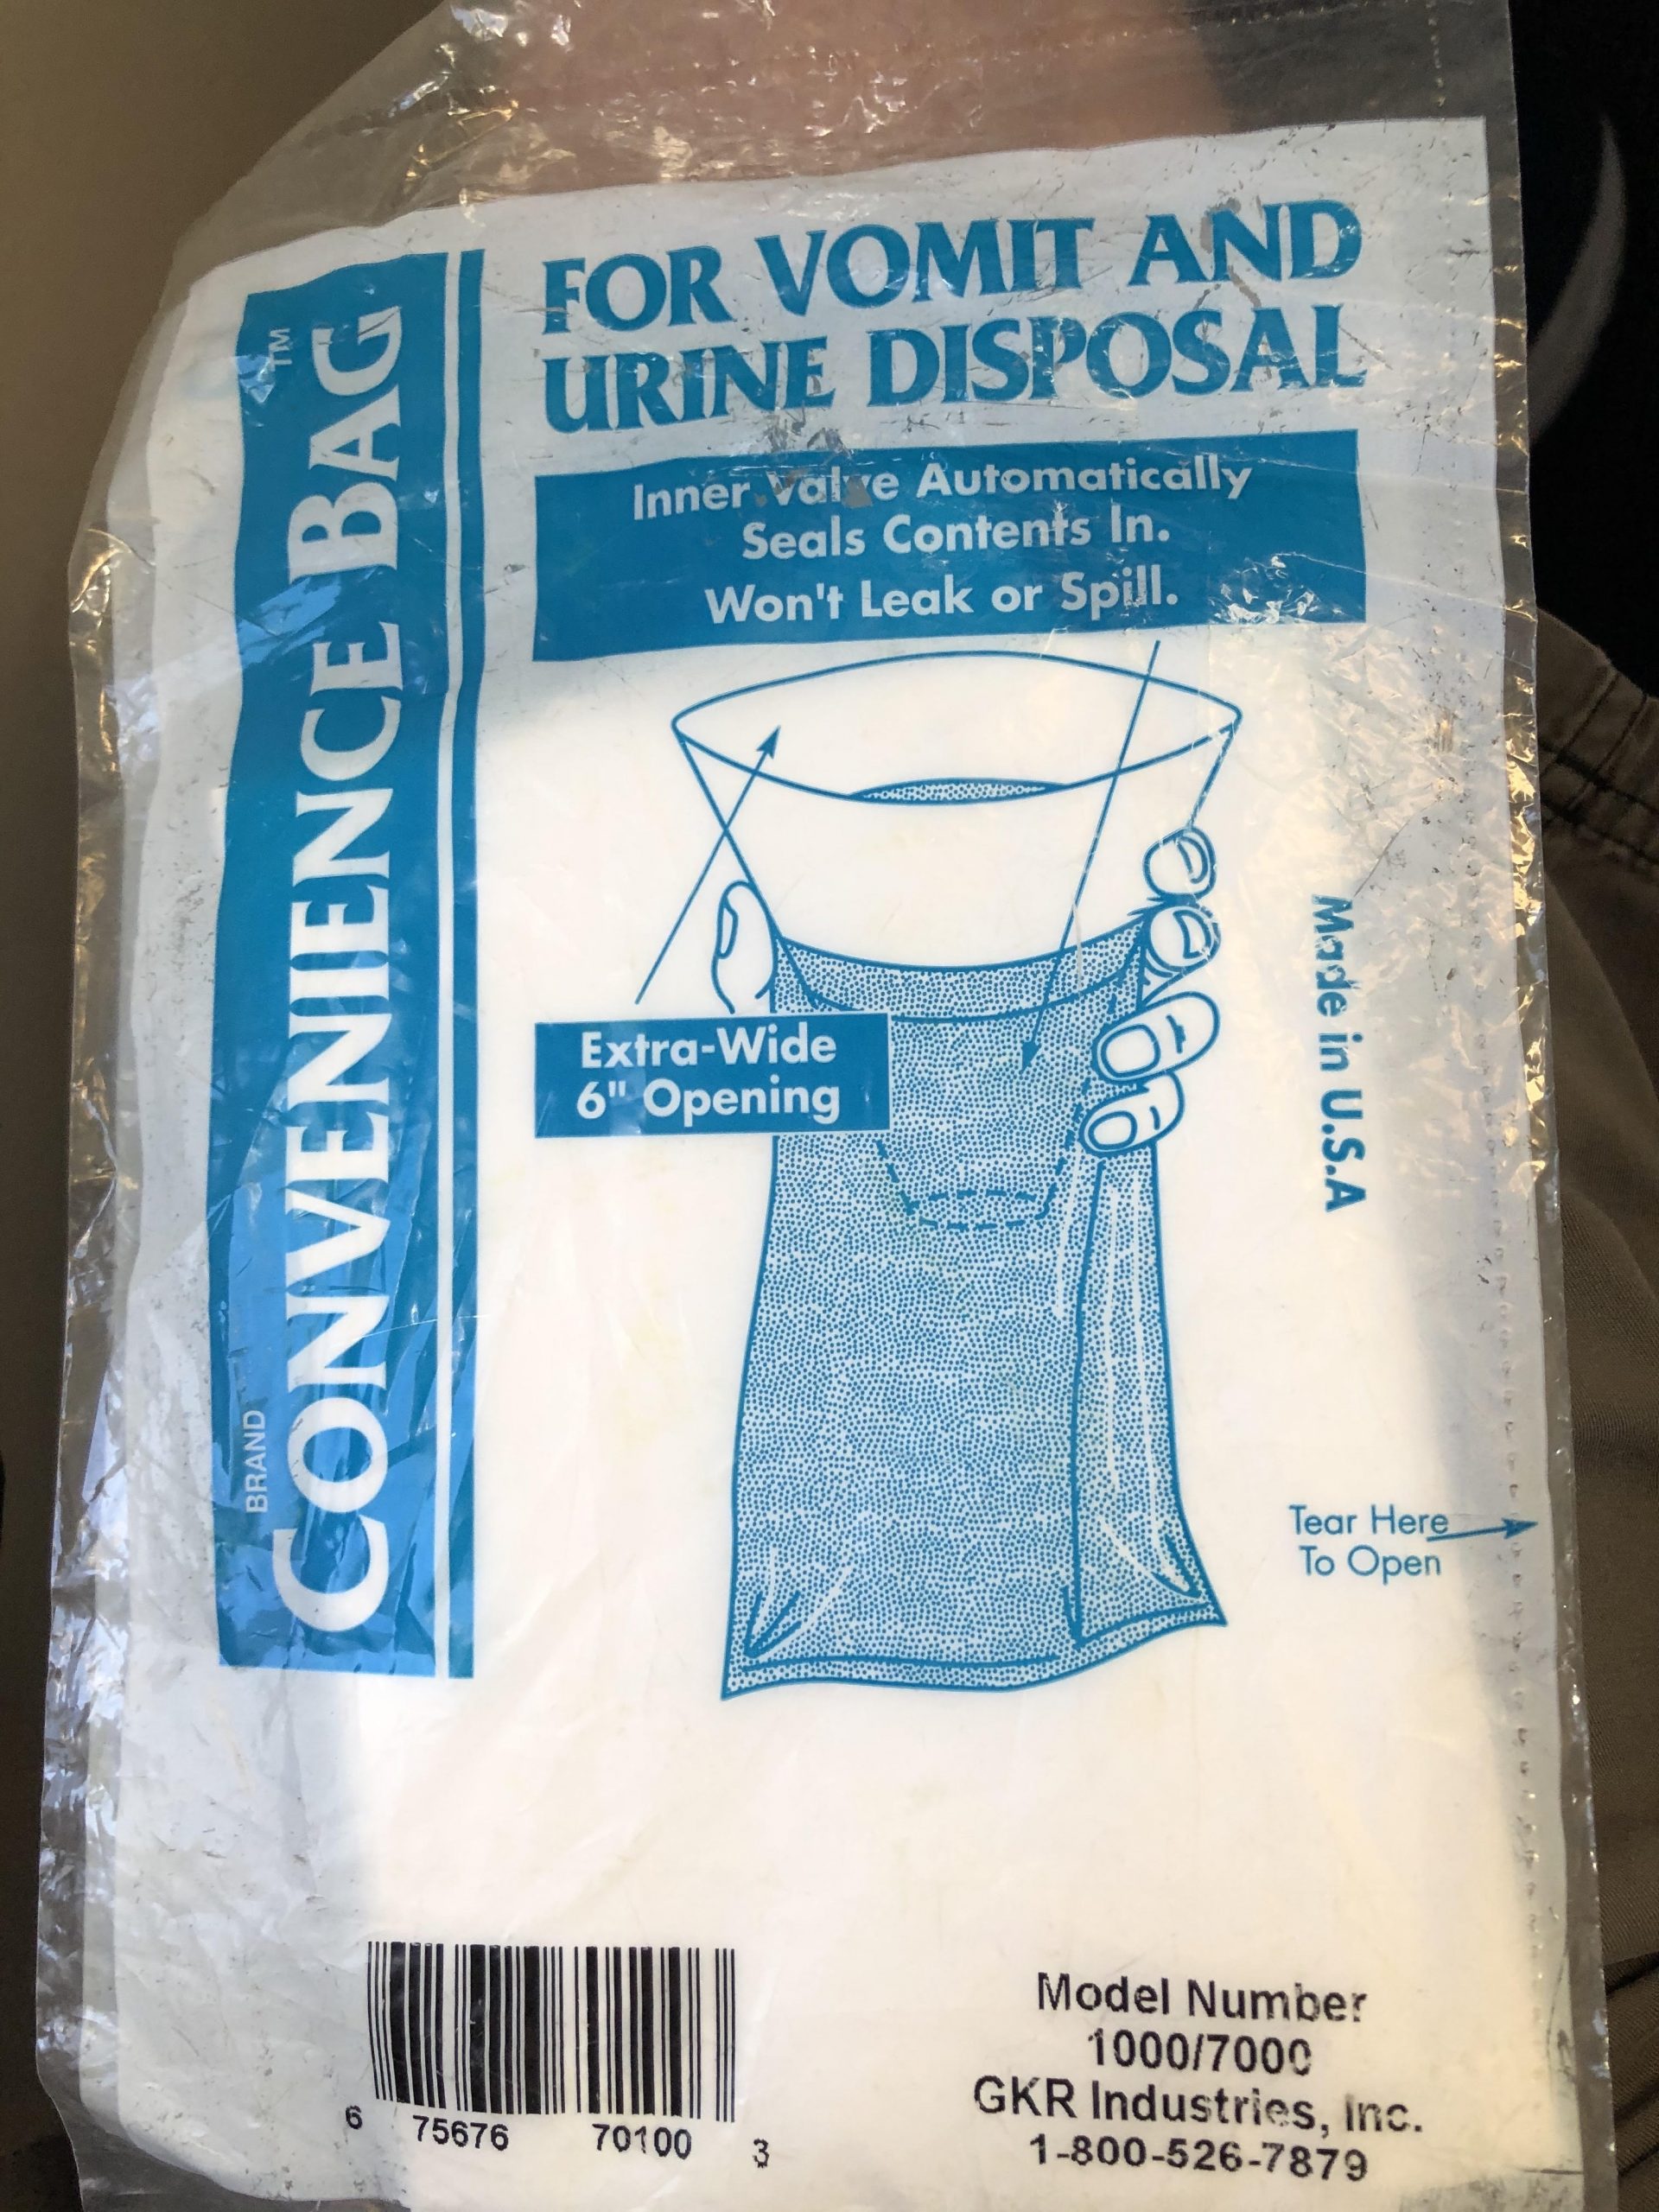 BRAND
CONVENIENCE BAG™
FOR VOMIT AND
URINE DISPOSAL
Inner Valve Automatically
Seals Contents In.
Won't Leak or Spill.
Extra-Wide
6" Opening
Made in U.S.A
Tear Here
To Open
6 75676 70100 3
Model Number
1000/7000
GKR Industries, Inc.
1-800-526-7879